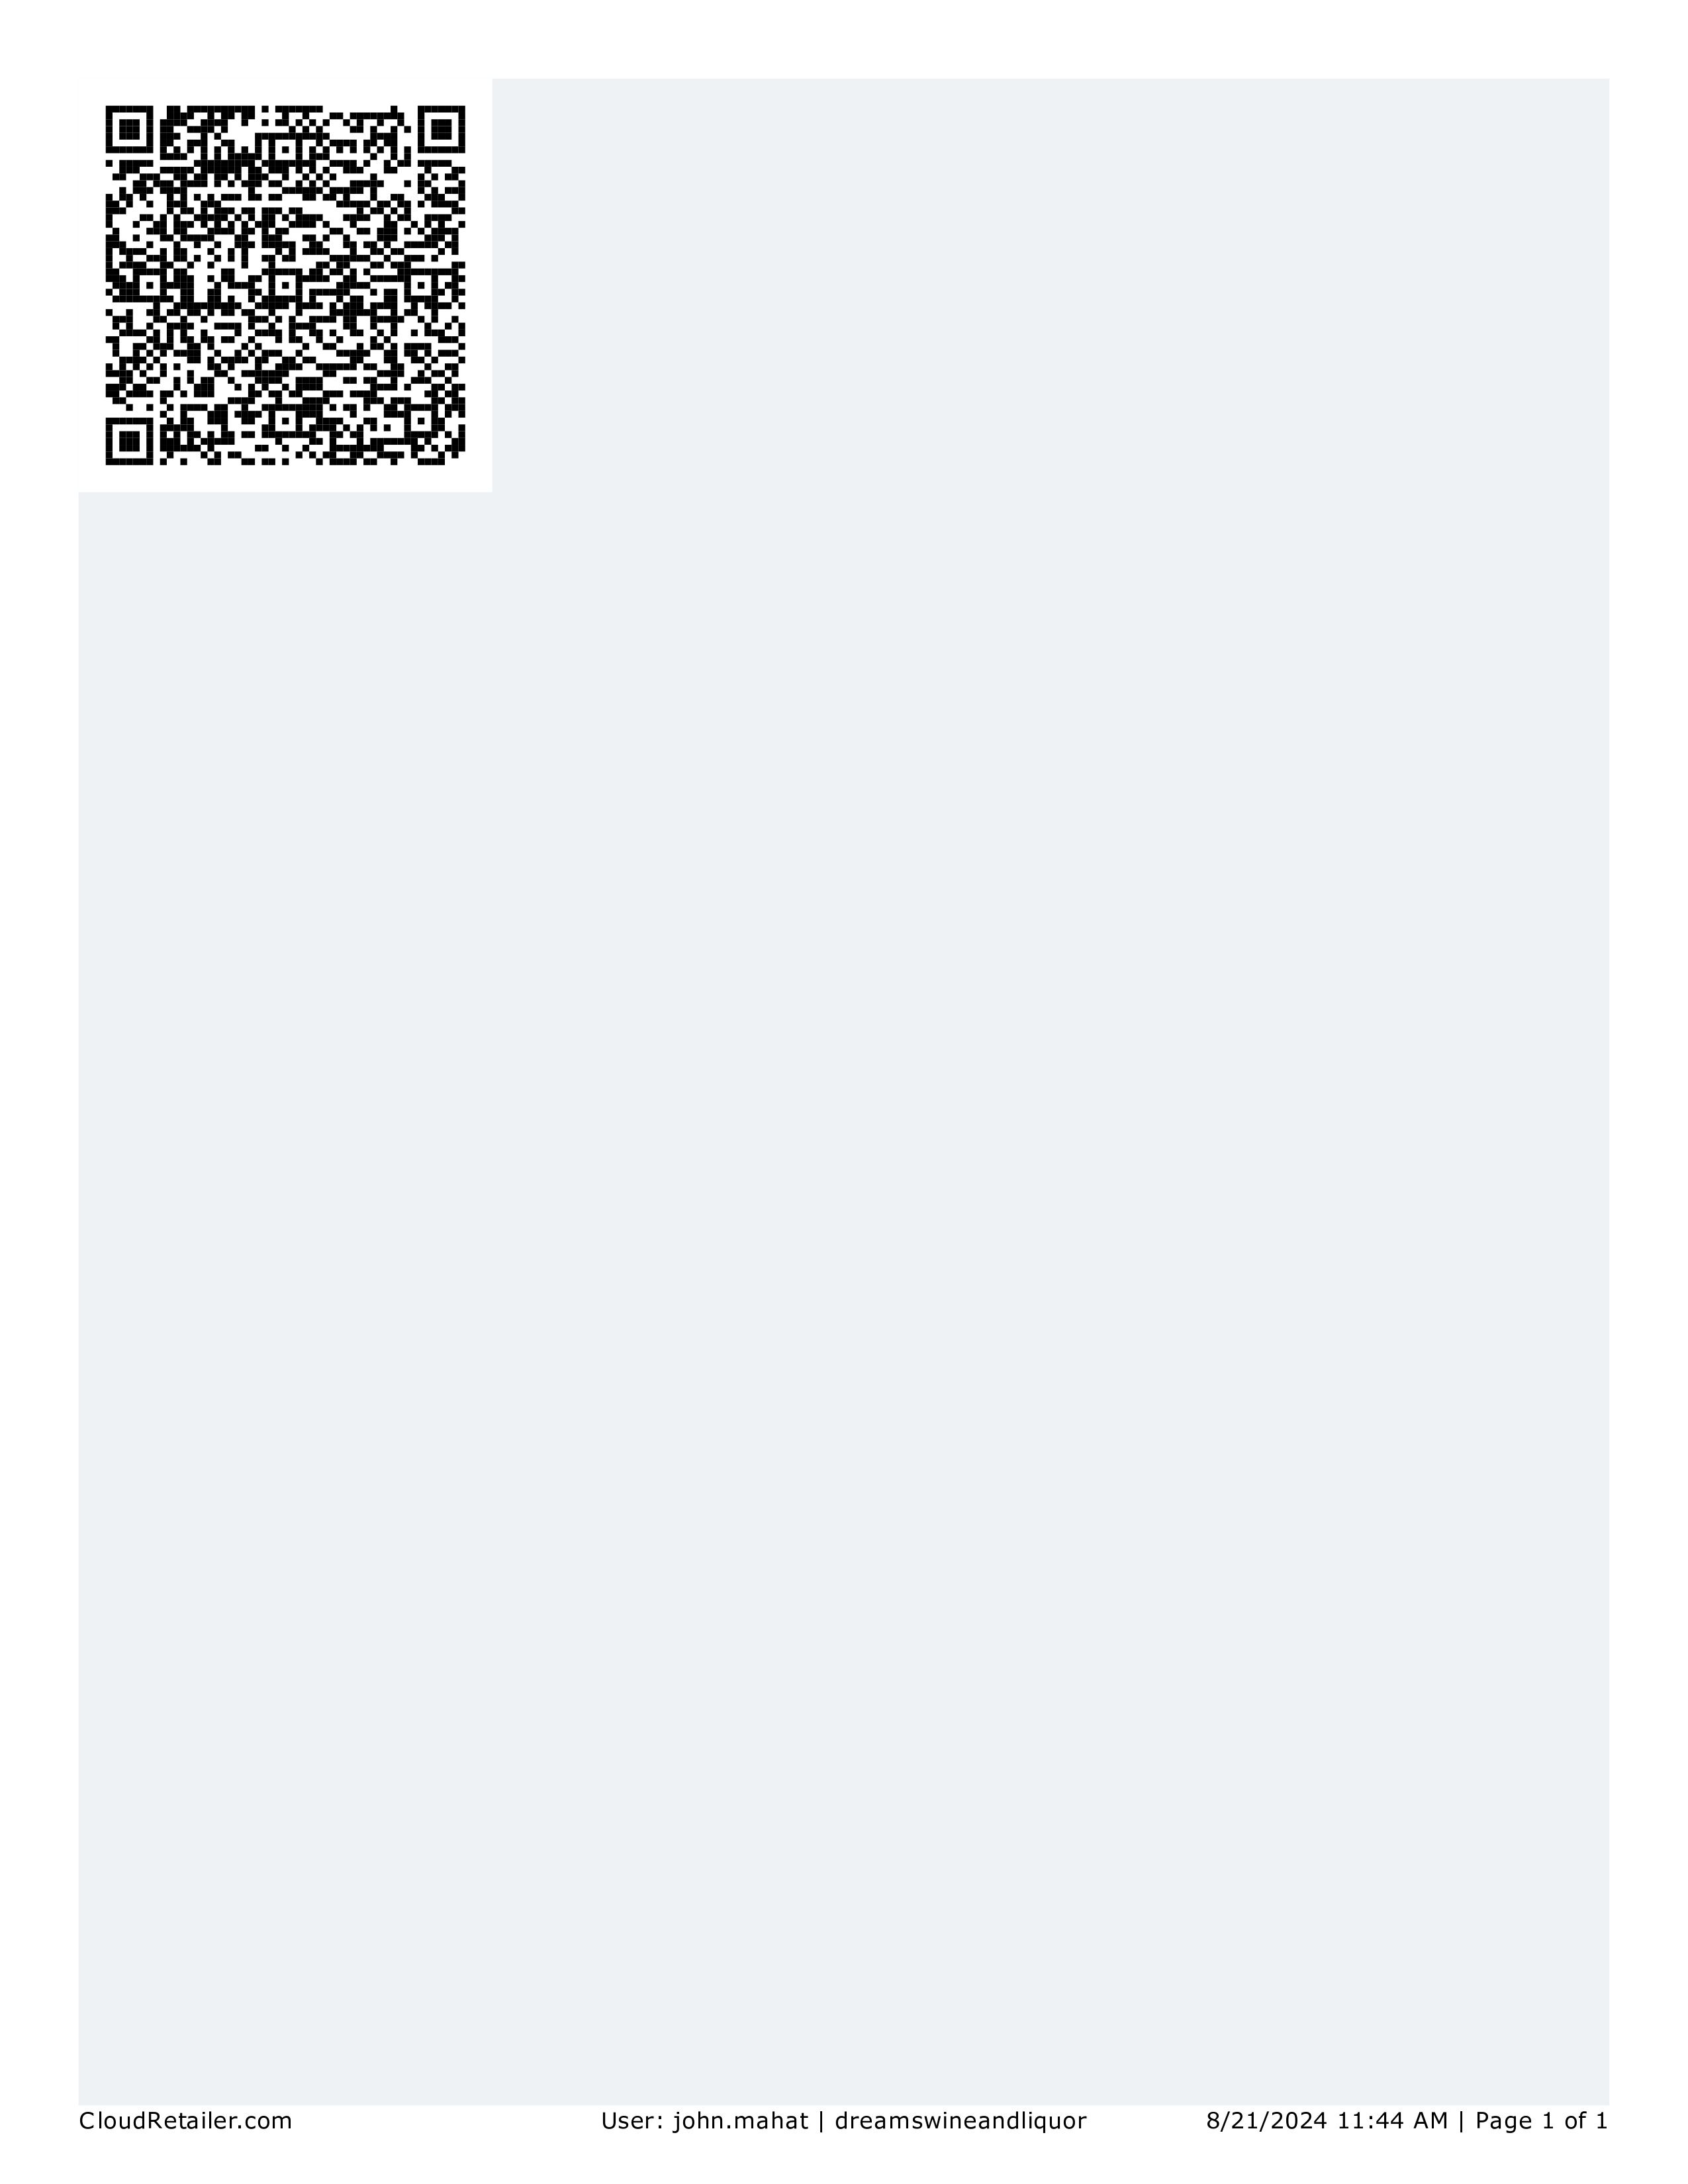 CloudRetailer.com User: john.mahat | dreamswineandliquor 8/21/2024 11:44 AM | Page 1 of 1